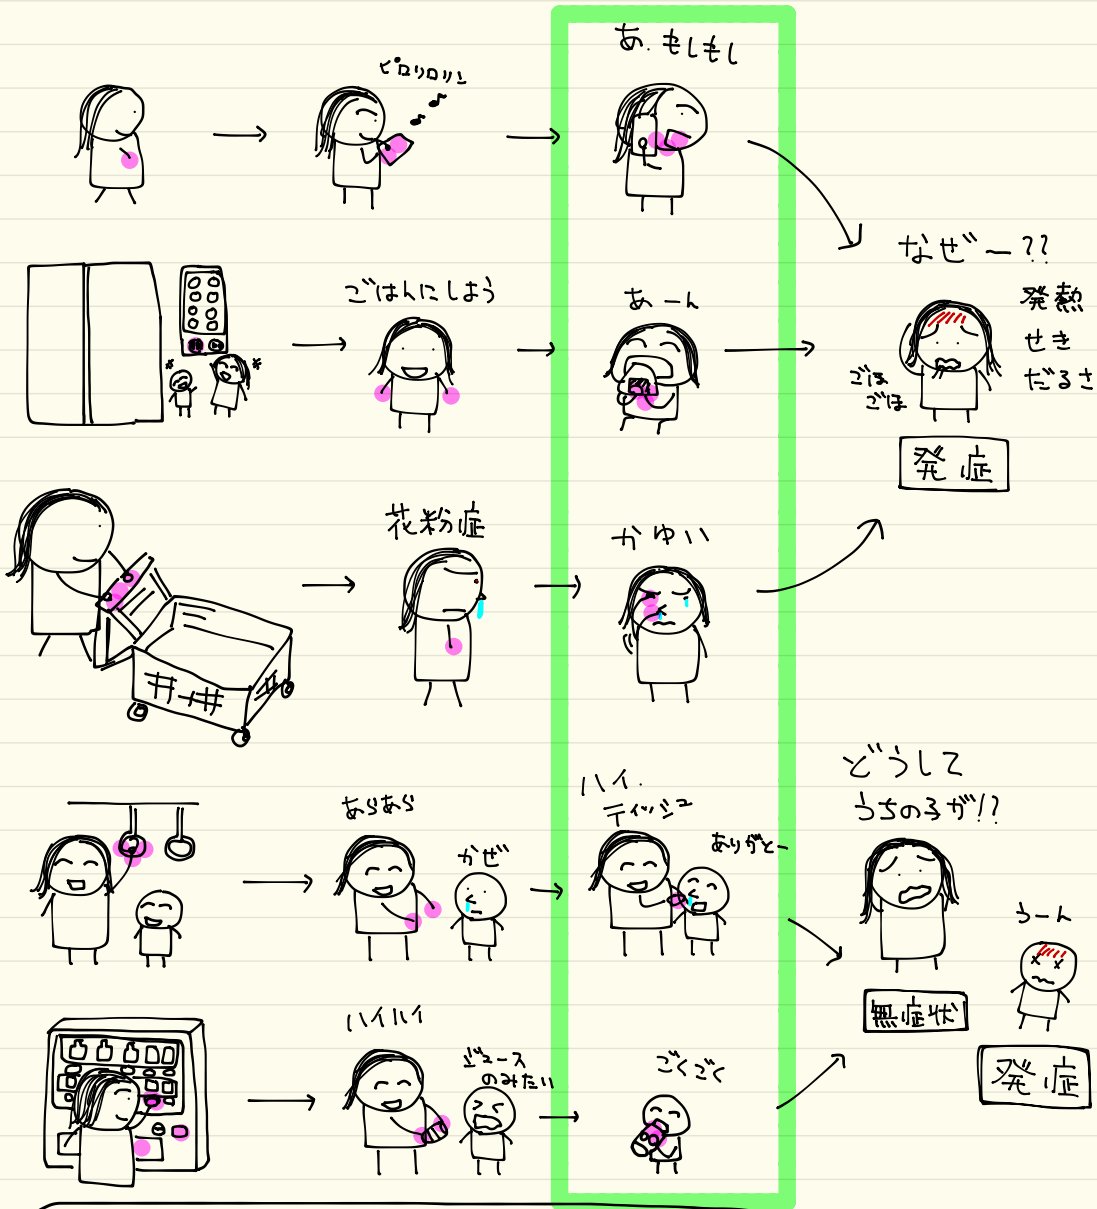 ピロリロリン
あ、もしもし
ごはんにしよう
あーん
なぜー??
発熱
せき
だるさ
ごほ
ごほ
発症
花粉症
かゆい
あらあら
かぜ
ハイ、
ティッシュ
ありがとー
どうして
うちの子が!?
うーん
無症状
発症
ハイハイ
ジュース
のみたい
ごくごく